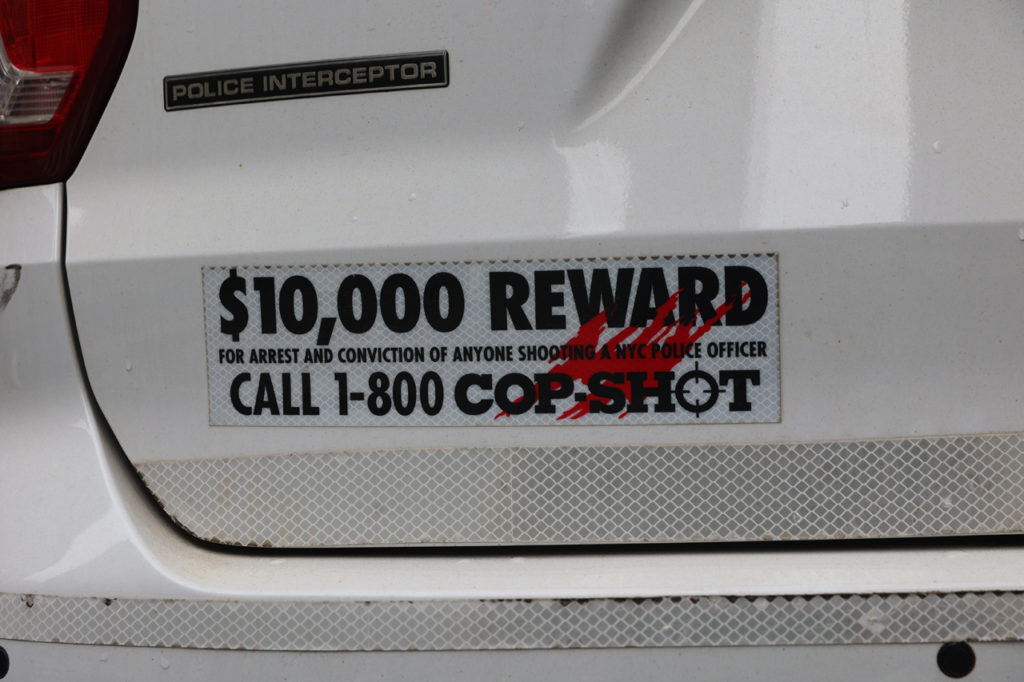 POLICE INTERCEPTOR
$10,000 REWARD
FOR ARREST AND CONVICTION OF ANYONE SHOOTING A NYC POLICE OFFICER
CALL 1-800 COP-SHOT